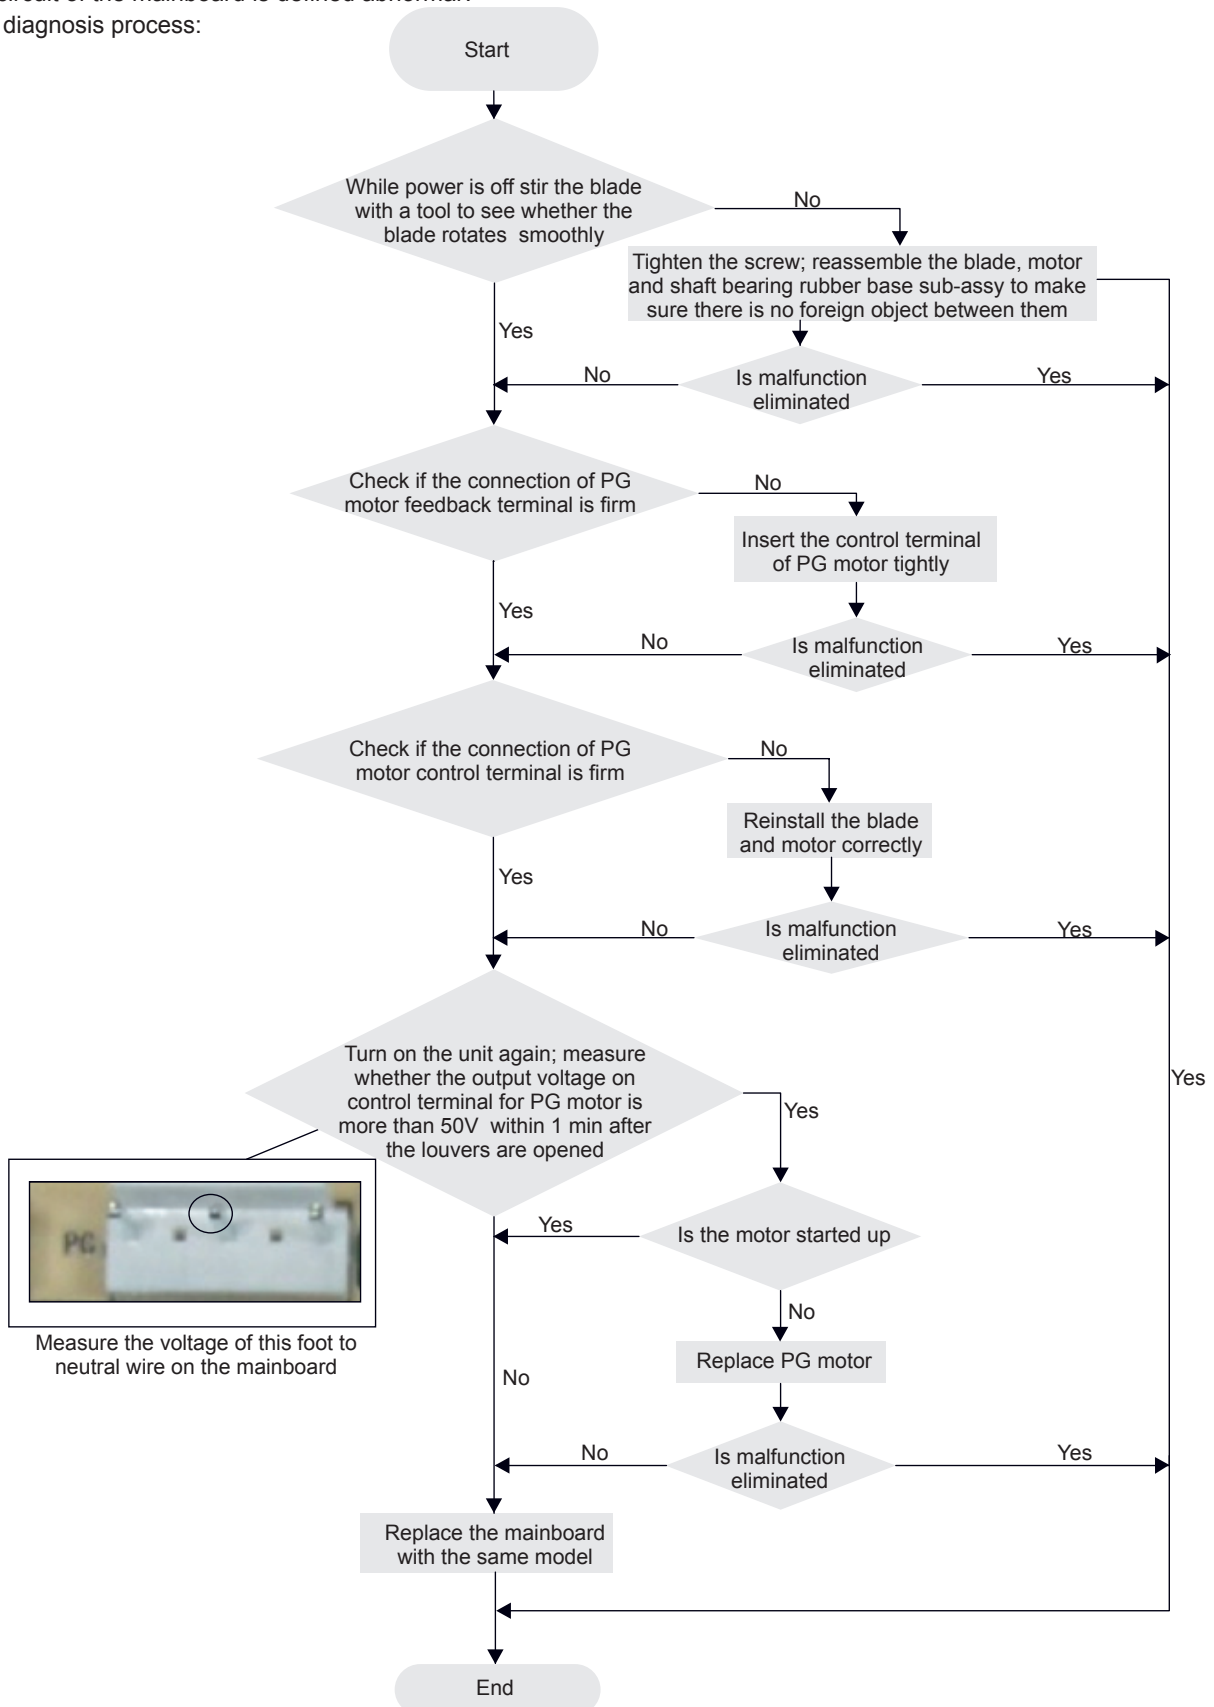 diagnosis process:
Start
While power is off stir the blade
with a tool to see whether the
blade rotates smoothly
No
Tighten the screw; reassemble the blade, motor
and shaft bearing rubber base sub-assy to make
sure there is no foreign object between them
Yes
No
Is malfunction
eliminated
Yes
Check if the connection of PG
motor feedback terminal is firm
No
Insert the control terminal
of PG motor tightly
Yes
No
Is malfunction
eliminated
Yes
Check if the connection of PG
motor control terminal is firm
No
Reinstall the blade
and motor correctly
Yes
No
Is malfunction
eliminated
Yes
Turn on the unit again; measure
whether the output voltage on
control terminal for PG motor is
more than 50V within 1 min after
the louvers are opened
Yes
Yes
PG
Measure the voltage of this foot to
neutral wire on the mainboard
Yes
Is the motor started up
No
Replace PG motor
No
No
Is malfunction
eliminated
Yes
Replace the mainboard
with the same model
End